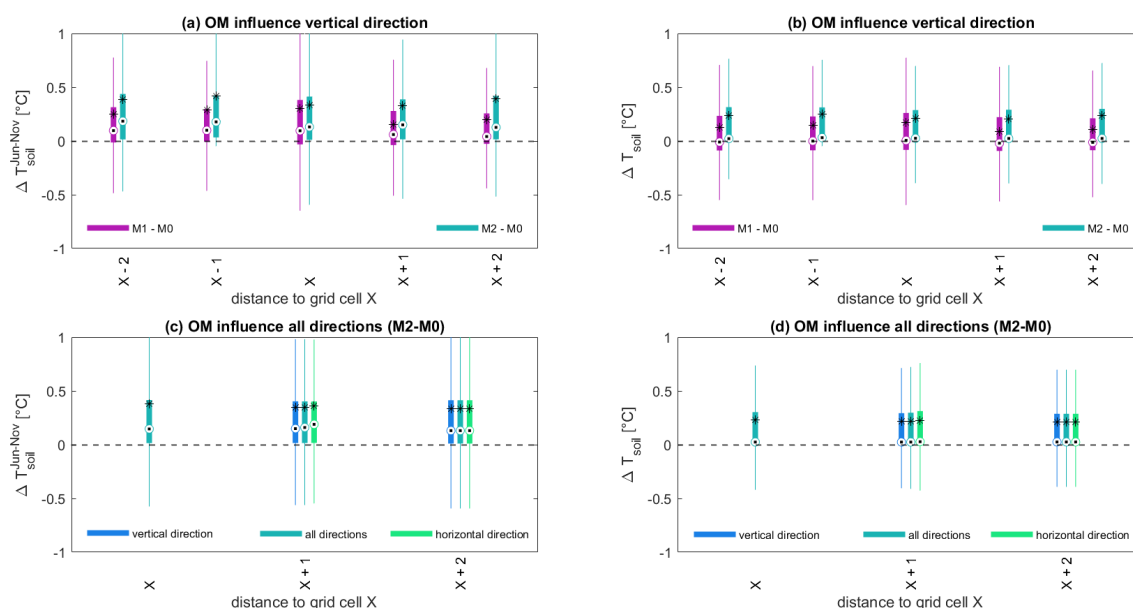 (a) OM influence vertical direction
1
0.5
0
-0.5
-1
Δ T_soil^Jun-Nov [°C]
M1 - M0
M2 - M0
X - 2
X - 1
X
X + 1
X + 2
distance to grid cell X
(b) OM influence vertical direction
1
0.5
0
-0.5
-1
Δ T_soil [°C]
M1 - M0
M2 - M0
X - 2
X - 1
X
X + 1
X + 2
distance to grid cell X
(c) OM influence all directions (M2-M0)
1
0.5
0
-0.5
-1
Δ T_soil^Jun-Nov [°C]
vertical direction
all directions
horizontal direction
X
X + 1
X + 2
distance to grid cell X
(d) OM influence all directions (M2-M0)
1
0.5
0
-0.5
-1
Δ T_soil [°C]
vertical direction
all directions
horizontal direction
X
X + 1
X + 2
distance to grid cell X